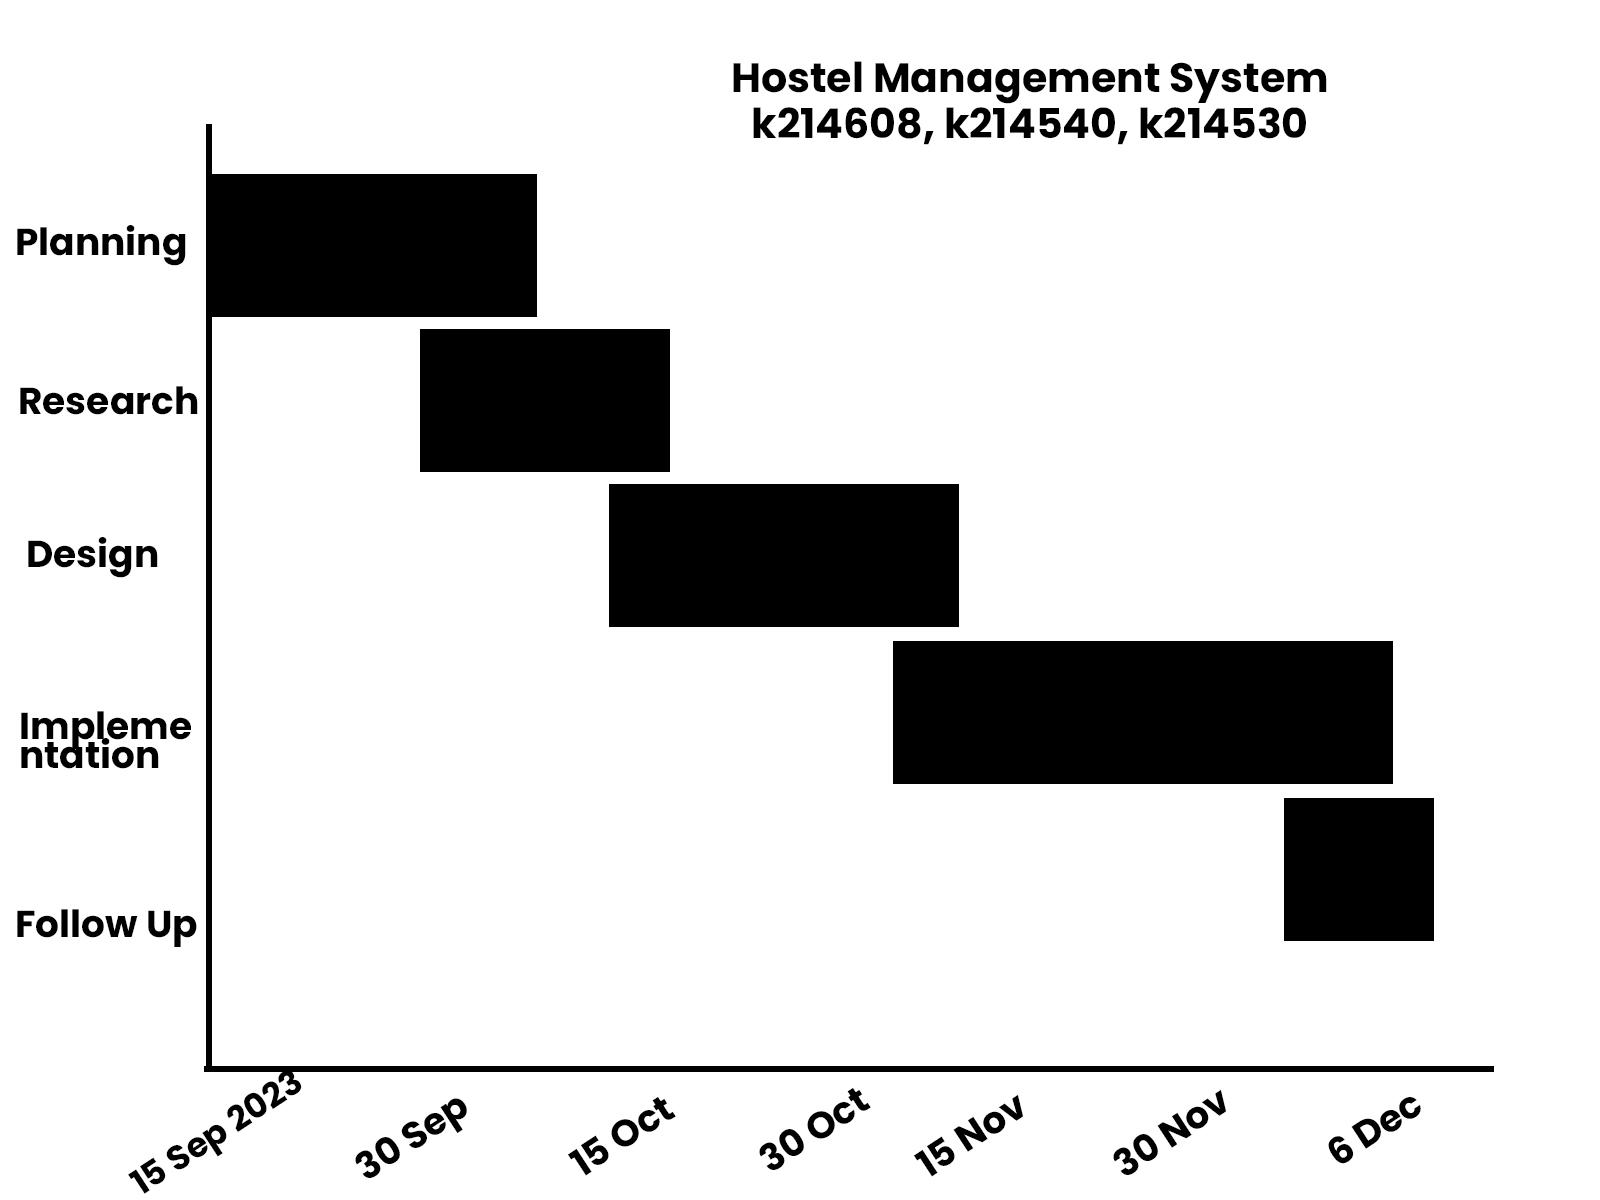 Hostel Management System
k214608, k214540, k214530
Planning
Research
Design
Impleme
ntation
Follow Up
15 Sep 2023
30 Sep
15 Oct
30 Oct
15 Nov
30 Nov
6 Dec